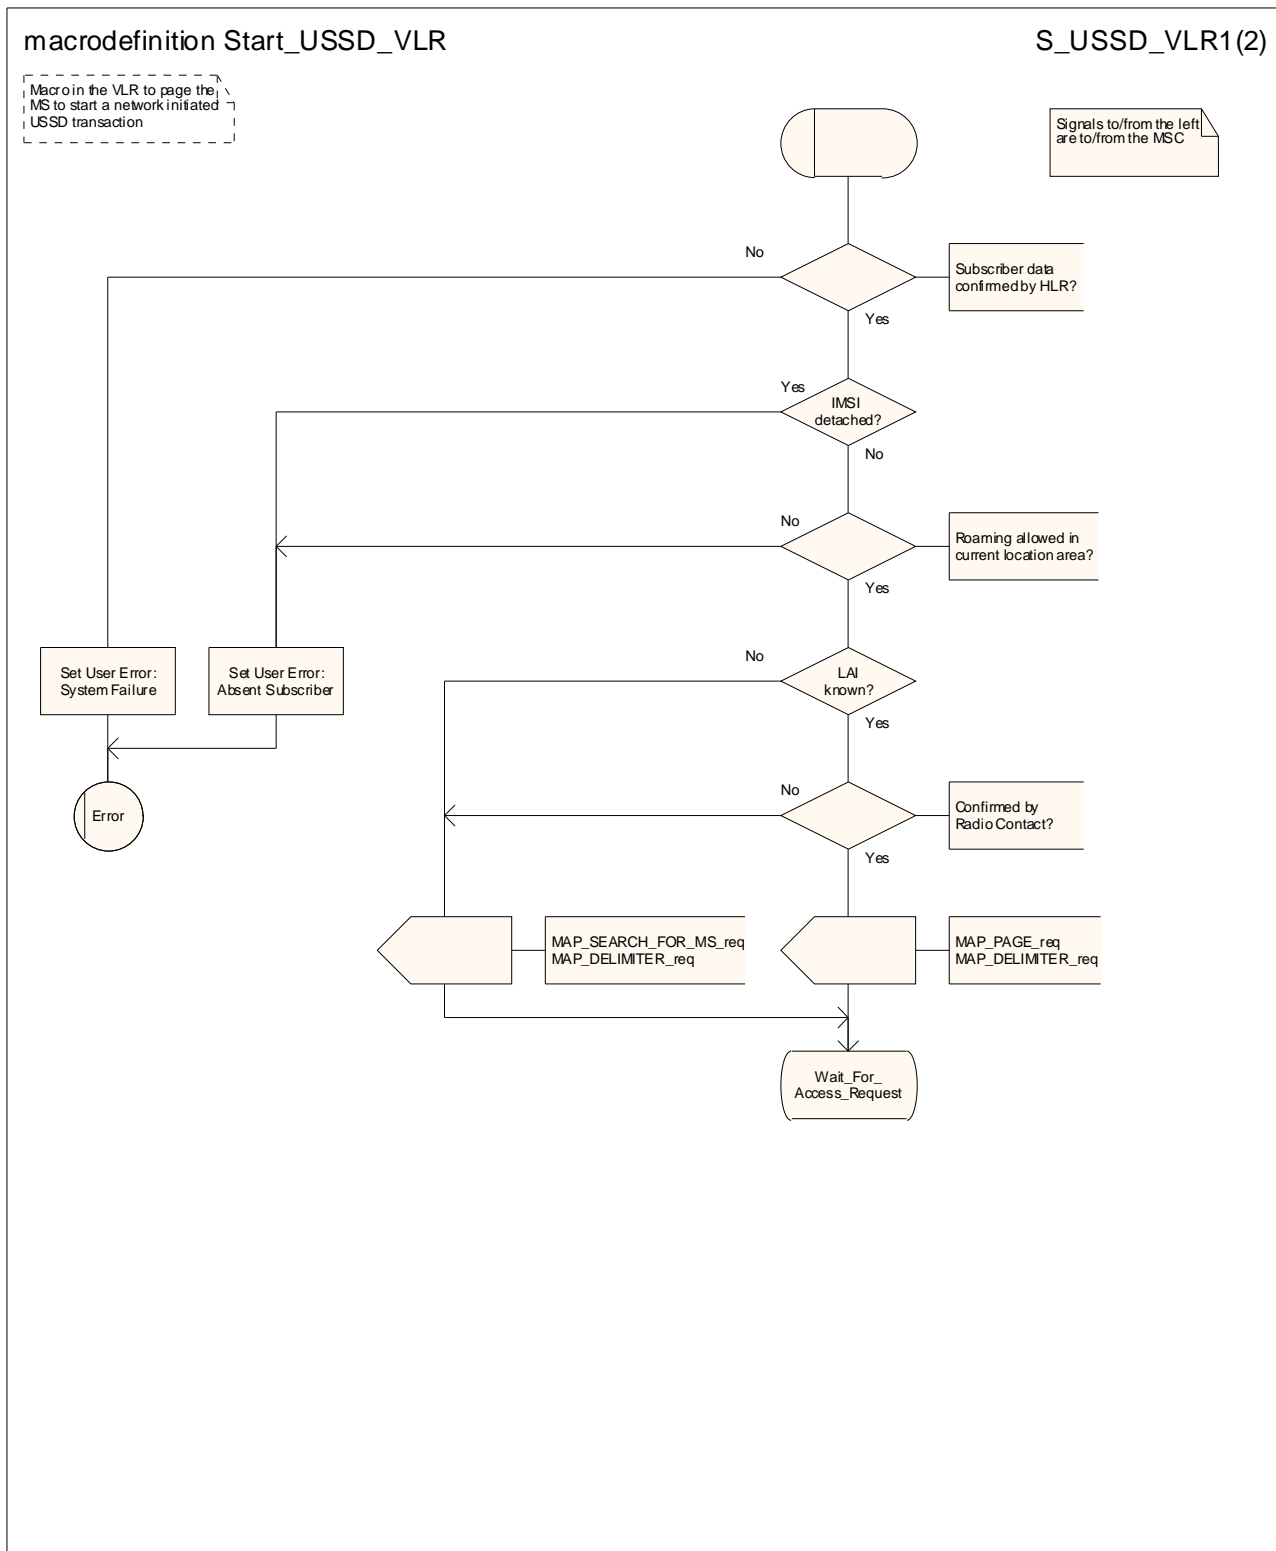 macrodefinition Start_USSD_VLR
S_USSD_VLR1(2)
Macro in the VLR to page the
MS to start a network initiated
USSD transaction
Signals to/from the left
are to/from the MSC
No
Subscriber data
confirmed by HLR?
Yes
Yes
IMSI
detached?
No
No
Roaming allowed in
current location area?
Yes
Set User Error:
System Failure
Set User Error:
Absent Subscriber
No
LAI
known?
Yes
No
Confirmed by
Radio Contact?
Error
Yes
MAP_SEARCH_FOR_MS_req
MAP_DELIMITER_req
MAP_PAGE_req
MAP_DELIMITER_req
Wait_For_
Access_Request